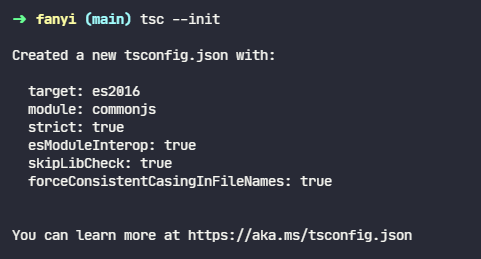 ➜ fanyi (main) tsc --init
Created a new tsconfig.json with:
target: es2016
module: commonjs
strict: true
esModuleInterop: true
skipLibCheck: true
forceConsistentCasingInFileNames: true
You can learn more at https://aka.ms/tsconfig.json